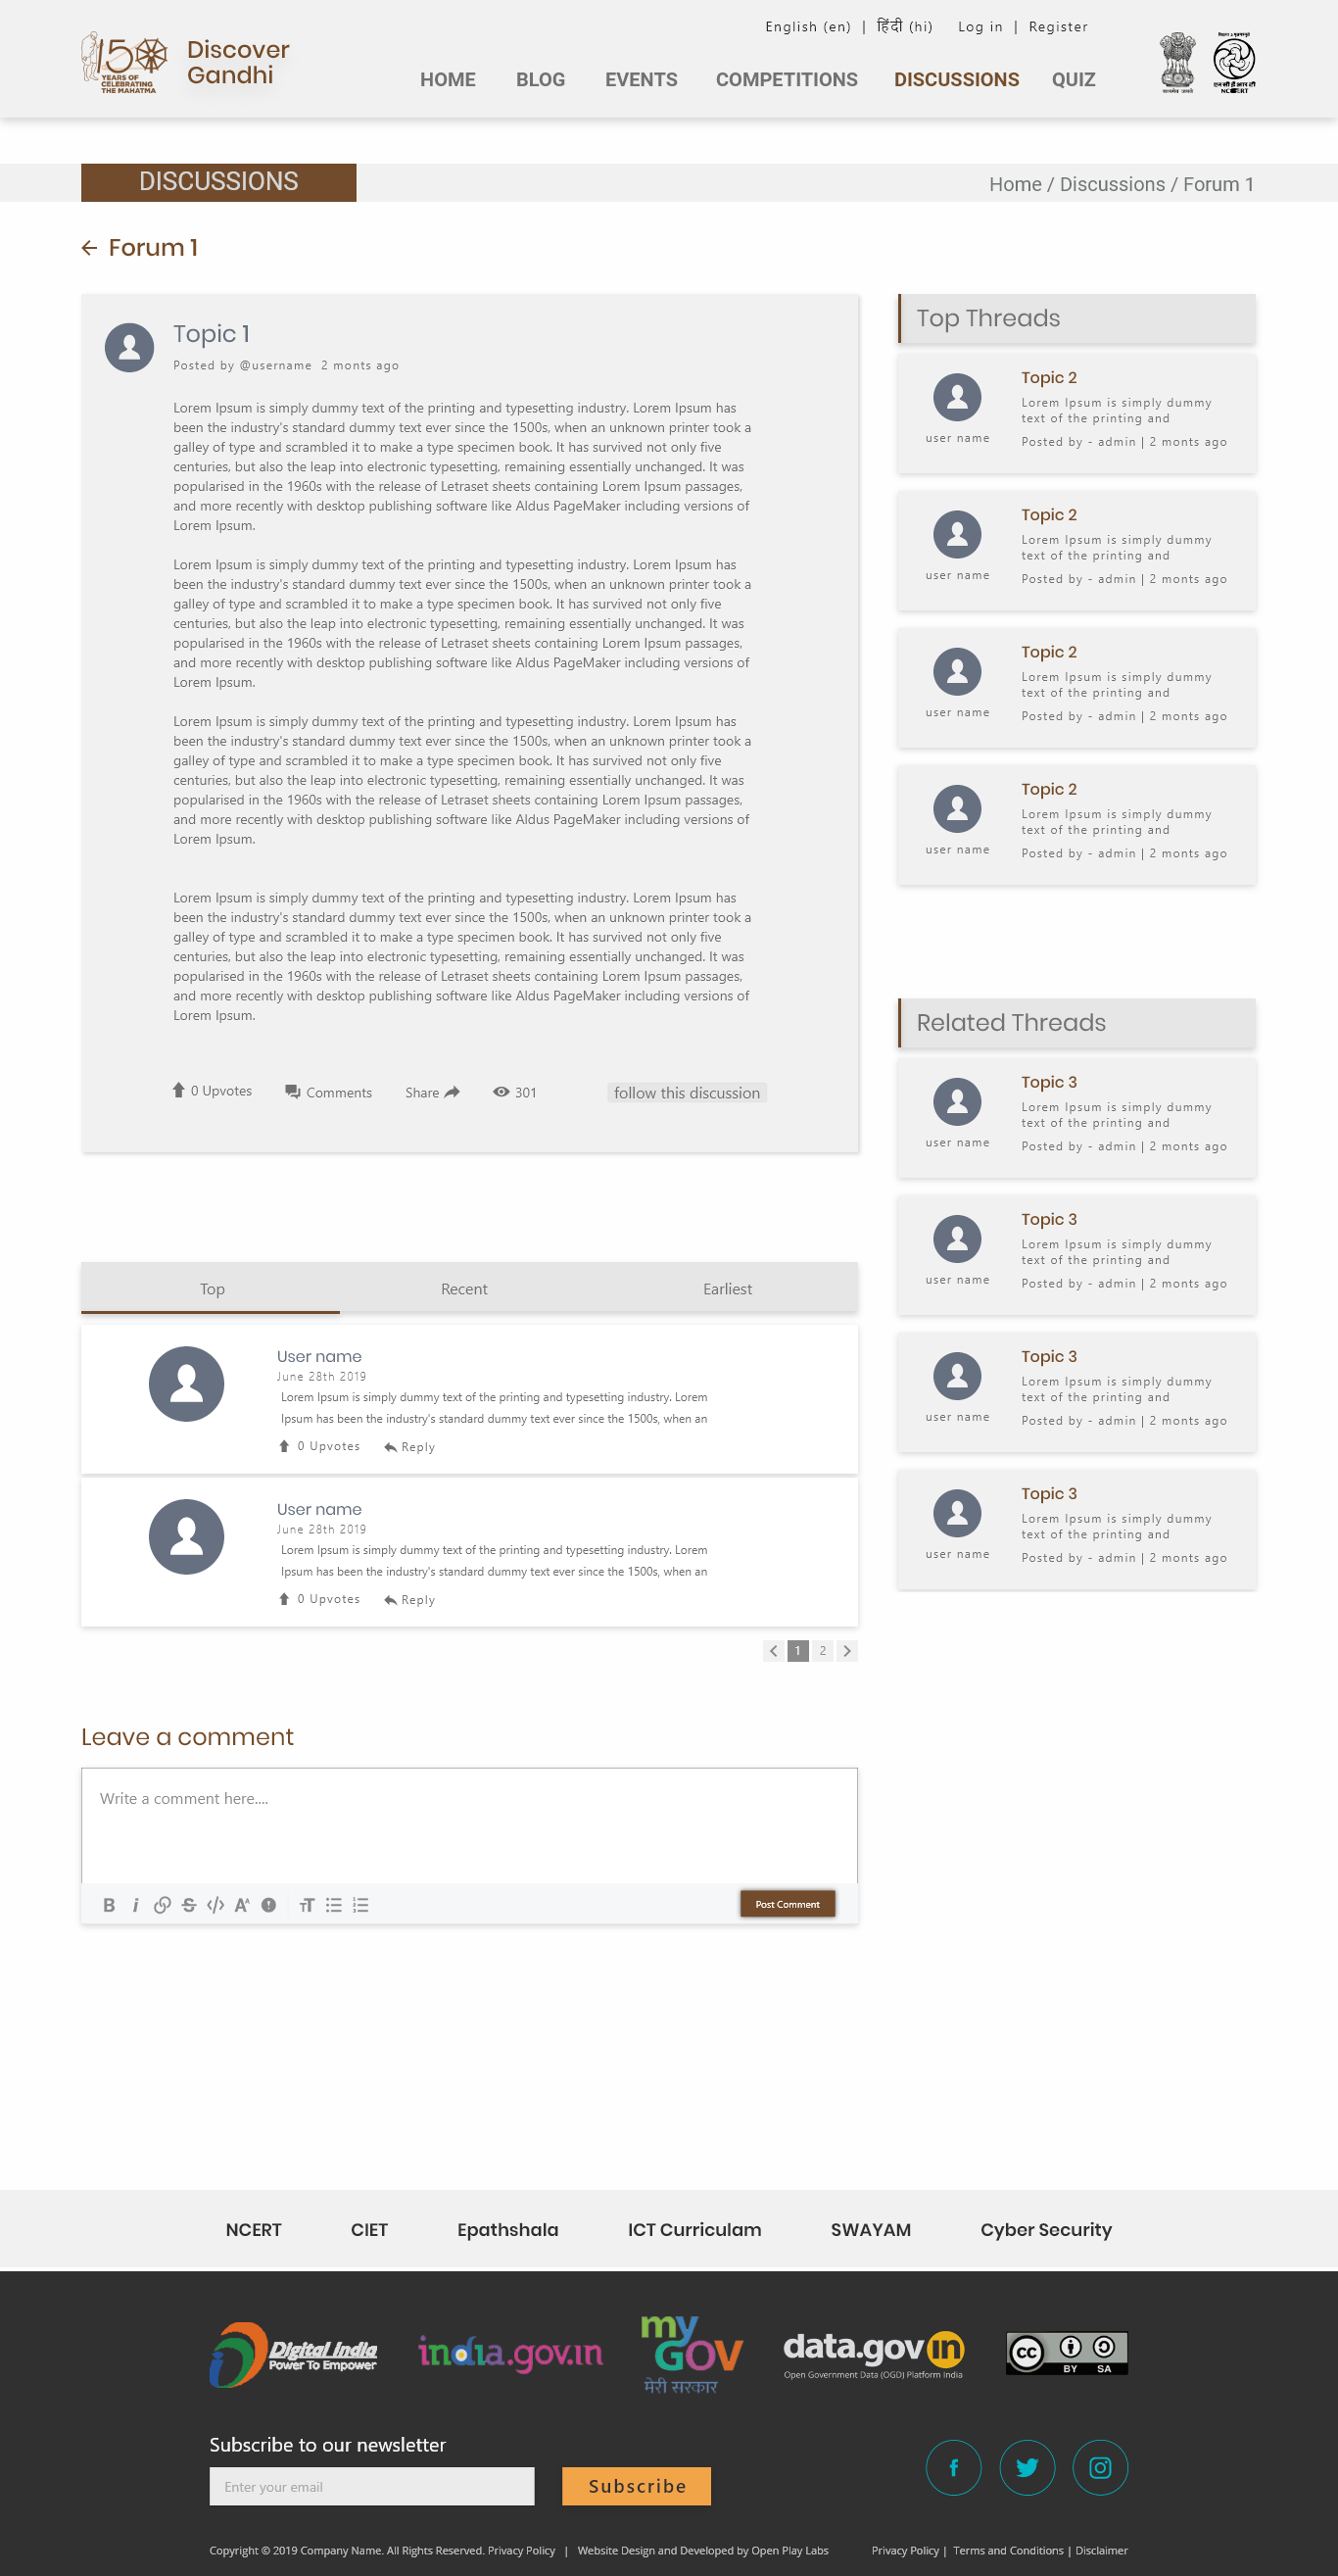 English (en) | हिंदी (hi) Log in | Register
150
YEARS OF
CELEBRATING
THE MAHATMA
Discover
Gandhi
HOME BLOG EVENTS COMPETITIONS DISCUSSIONS QUIZ
सत्यमेव जयते
एन सी ई आर टी
NCERT
DISCUSSIONS
Home / Discussions / Forum 1
Forum 1
Topic 1
Posted by @username 2 monts ago
Lorem Ipsum is simply dummy text of the printing and typesetting industry. Lorem Ipsum has
been the industry's standard dummy text ever since the 1500s, when an unknown printer took a
galley of type and scrambled it to make a type specimen book. It has survived not only five
centuries, but also the leap into electronic typesetting, remaining essentially unchanged. It was
popularised in the 1960s with the release of Letraset sheets containing Lorem Ipsum passages,
and more recently with desktop publishing software like Aldus PageMaker including versions of
Lorem Ipsum.
Lorem Ipsum is simply dummy text of the printing and typesetting industry. Lorem Ipsum has
been the industry's standard dummy text ever since the 1500s, when an unknown printer took a
galley of type and scrambled it to make a type specimen book. It has survived not only five
centuries, but also the leap into electronic typesetting, remaining essentially unchanged. It was
popularised in the 1960s with the release of Letraset sheets containing Lorem Ipsum passages,
and more recently with desktop publishing software like Aldus PageMaker including versions of
Lorem Ipsum.
Lorem Ipsum is simply dummy text of the printing and typesetting industry. Lorem Ipsum has
been the industry's standard dummy text ever since the 1500s, when an unknown printer took a
galley of type and scrambled it to make a type specimen book. It has survived not only five
centuries, but also the leap into electronic typesetting, remaining essentially unchanged. It was
popularised in the 1960s with the release of Letraset sheets containing Lorem Ipsum passages,
and more recently with desktop publishing software like Aldus PageMaker including versions of
Lorem Ipsum.
Lorem Ipsum is simply dummy text of the printing and typesetting industry. Lorem Ipsum has
been the industry's standard dummy text ever since the 1500s, when an unknown printer took a
galley of type and scrambled it to make a type specimen book. It has survived not only five
centuries, but also the leap into electronic typesetting, remaining essentially unchanged. It was
popularised in the 1960s with the release of Letraset sheets containing Lorem Ipsum passages,
and more recently with desktop publishing software like Aldus PageMaker including versions of
Lorem Ipsum.
0 Upvotes Comments Share 301 follow this discussion
Top Threads
Topic 2
Lorem Ipsum is simply dummy
text of the printing and
user name
Posted by - admin | 2 monts ago
Topic 2
Lorem Ipsum is simply dummy
text of the printing and
user name
Posted by - admin | 2 monts ago
Topic 2
Lorem Ipsum is simply dummy
text of the printing and
user name
Posted by - admin | 2 monts ago
Topic 2
Lorem Ipsum is simply dummy
text of the printing and
user name
Posted by - admin | 2 monts ago
Related Threads
Topic 3
Lorem Ipsum is simply dummy
text of the printing and
user name
Posted by - admin | 2 monts ago
Topic 3
Lorem Ipsum is simply dummy
text of the printing and
user name
Posted by - admin | 2 monts ago
Topic 3
Lorem Ipsum is simply dummy
text of the printing and
user name
Posted by - admin | 2 monts ago
Topic 3
Lorem Ipsum is simply dummy
text of the printing and
user name
Posted by - admin | 2 monts ago
Top Recent Earliest
User name
June 28th 2019
Lorem Ipsum is simply dummy text of the printing and typesetting industry. Lorem
Ipsum has been the industry's standard dummy text ever since the 1500s, when an
0 Upvotes Reply
User name
June 28th 2019
Lorem Ipsum is simply dummy text of the printing and typesetting industry. Lorem
Ipsum has been the industry's standard dummy text ever since the 1500s, when an
0 Upvotes Reply
1 2
Leave a comment
Write a comment here....
Post Comment
NCERT CIET Epathshala ICT Curriculam SWAYAM Cyber Security
Digital India
Power To Empower
india.gov.in
my
GOV
मेरी सरकार
data.gov in
Open Government Data (OGD) Platform India
CC BY SA
Subscribe to our newsletter
Enter your email
Subscribe
Copyright © 2019 Company Name. All Rights Reserved. Privacy Policy | Website Design and Developed by Open Play Labs Privacy Policy | Terms and Conditions | Disclaimer